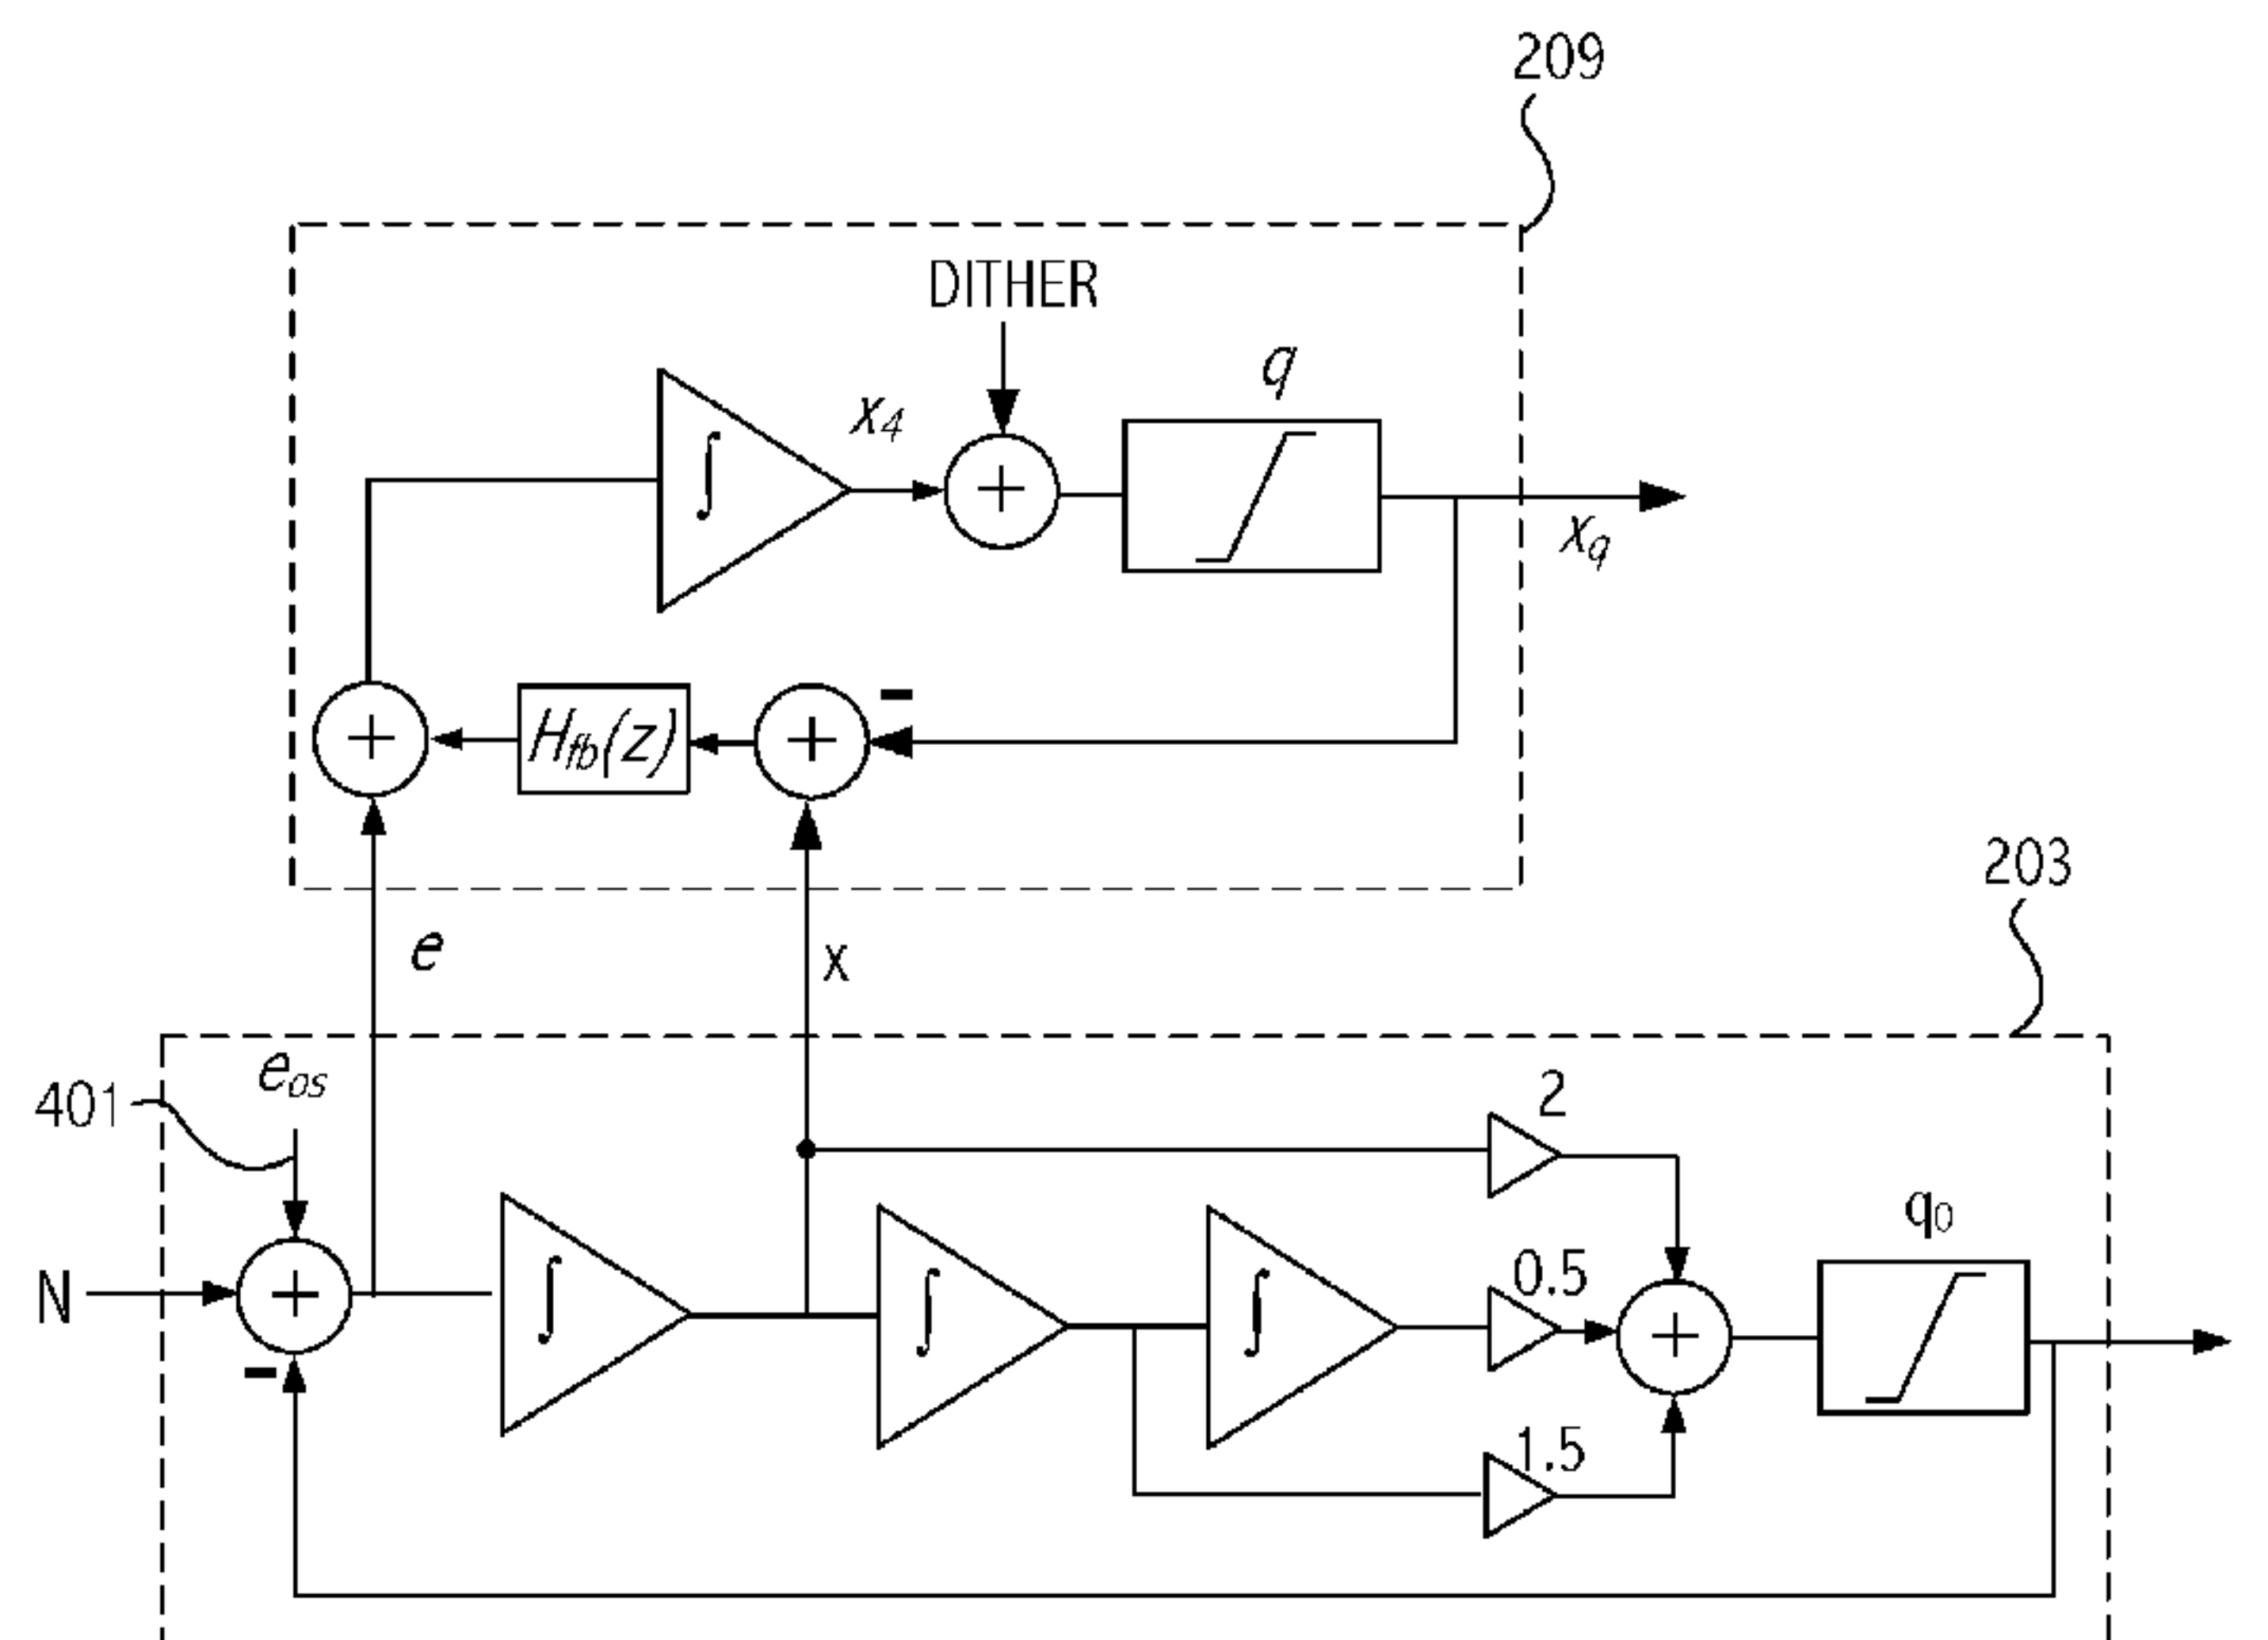 209
DITHER
q
x4
∫
xq
+
+
Hfb(z)
+
-
203
e
x
eos
401
2
q0
N
+
∫
∫
∫
0.5
+
-
1.5